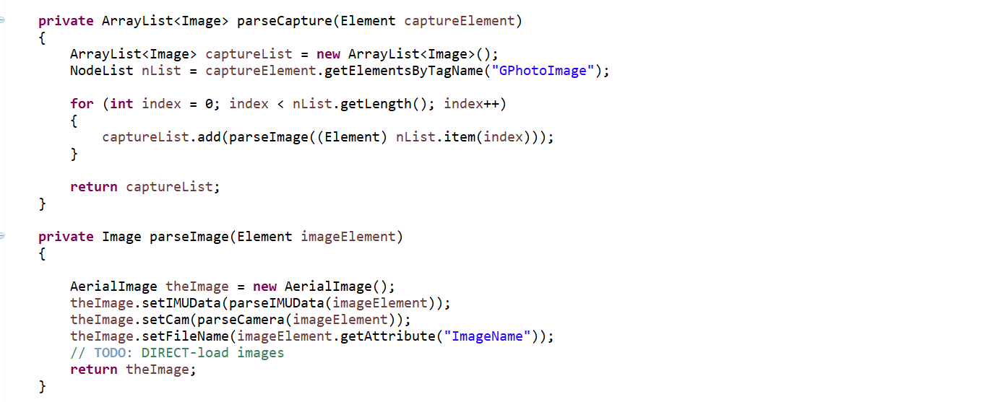 private ArrayList<Image> parseCapture(Element captureElement)
{
    ArrayList<Image> captureList = new ArrayList<Image>();
    NodeList nList = captureElement.getElementsByTagName("GPhotoImage");

    for (int index = 0; index < nList.getLength(); index++)
    {
        captureList.add(parseImage((Element) nList.item(index)));
    }

    return captureList;
}

private Image parseImage(Element imageElement)
{

    AerialImage theImage = new AerialImage();
    theImage.setIMUData(parseIMUData(imageElement));
    theImage.setCam(parseCamera(imageElement));
    theImage.setFileName(imageElement.getAttribute("ImageName"));
    // TODO: DIRECT-load images
    return theImage;
}